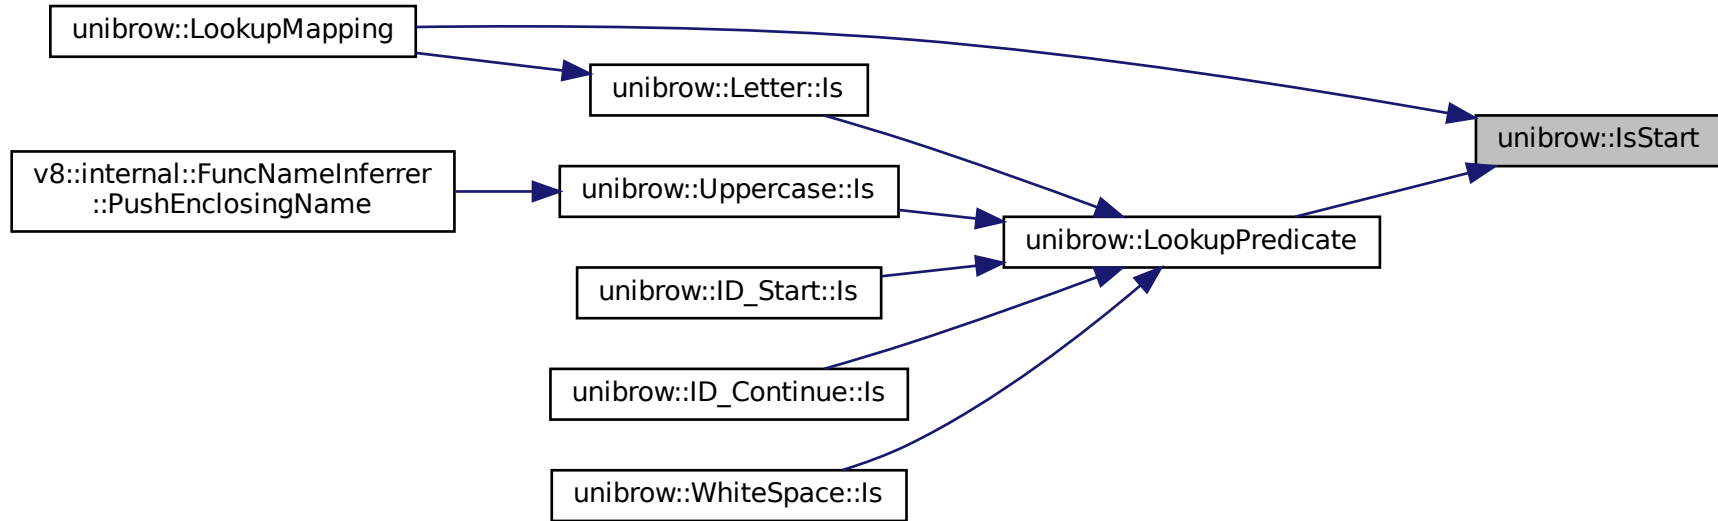 unibrow::LookupMapping
unibrow::Letter::Is
unibrow::IsStart
v8::internal::FuncNameInferrer
::PushEnclosingName
unibrow::Uppercase::Is
unibrow::LookupPredicate
unibrow::ID_Start::Is
unibrow::ID_Continue::Is
unibrow::WhiteSpace::Is